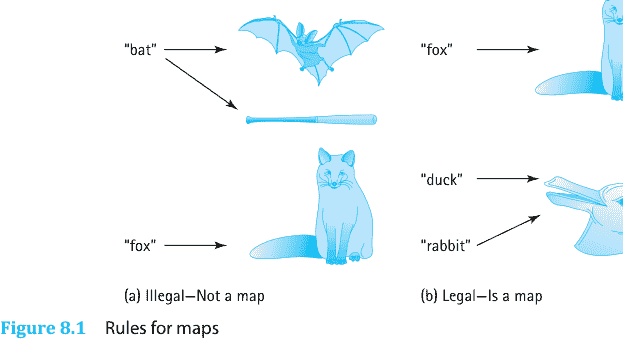 "bat"
"fox"
(a) Illegal—Not a map
"fox"
"duck"
"rabbit"
(b) Legal—Is a map
Figure 8.1 Rules for maps